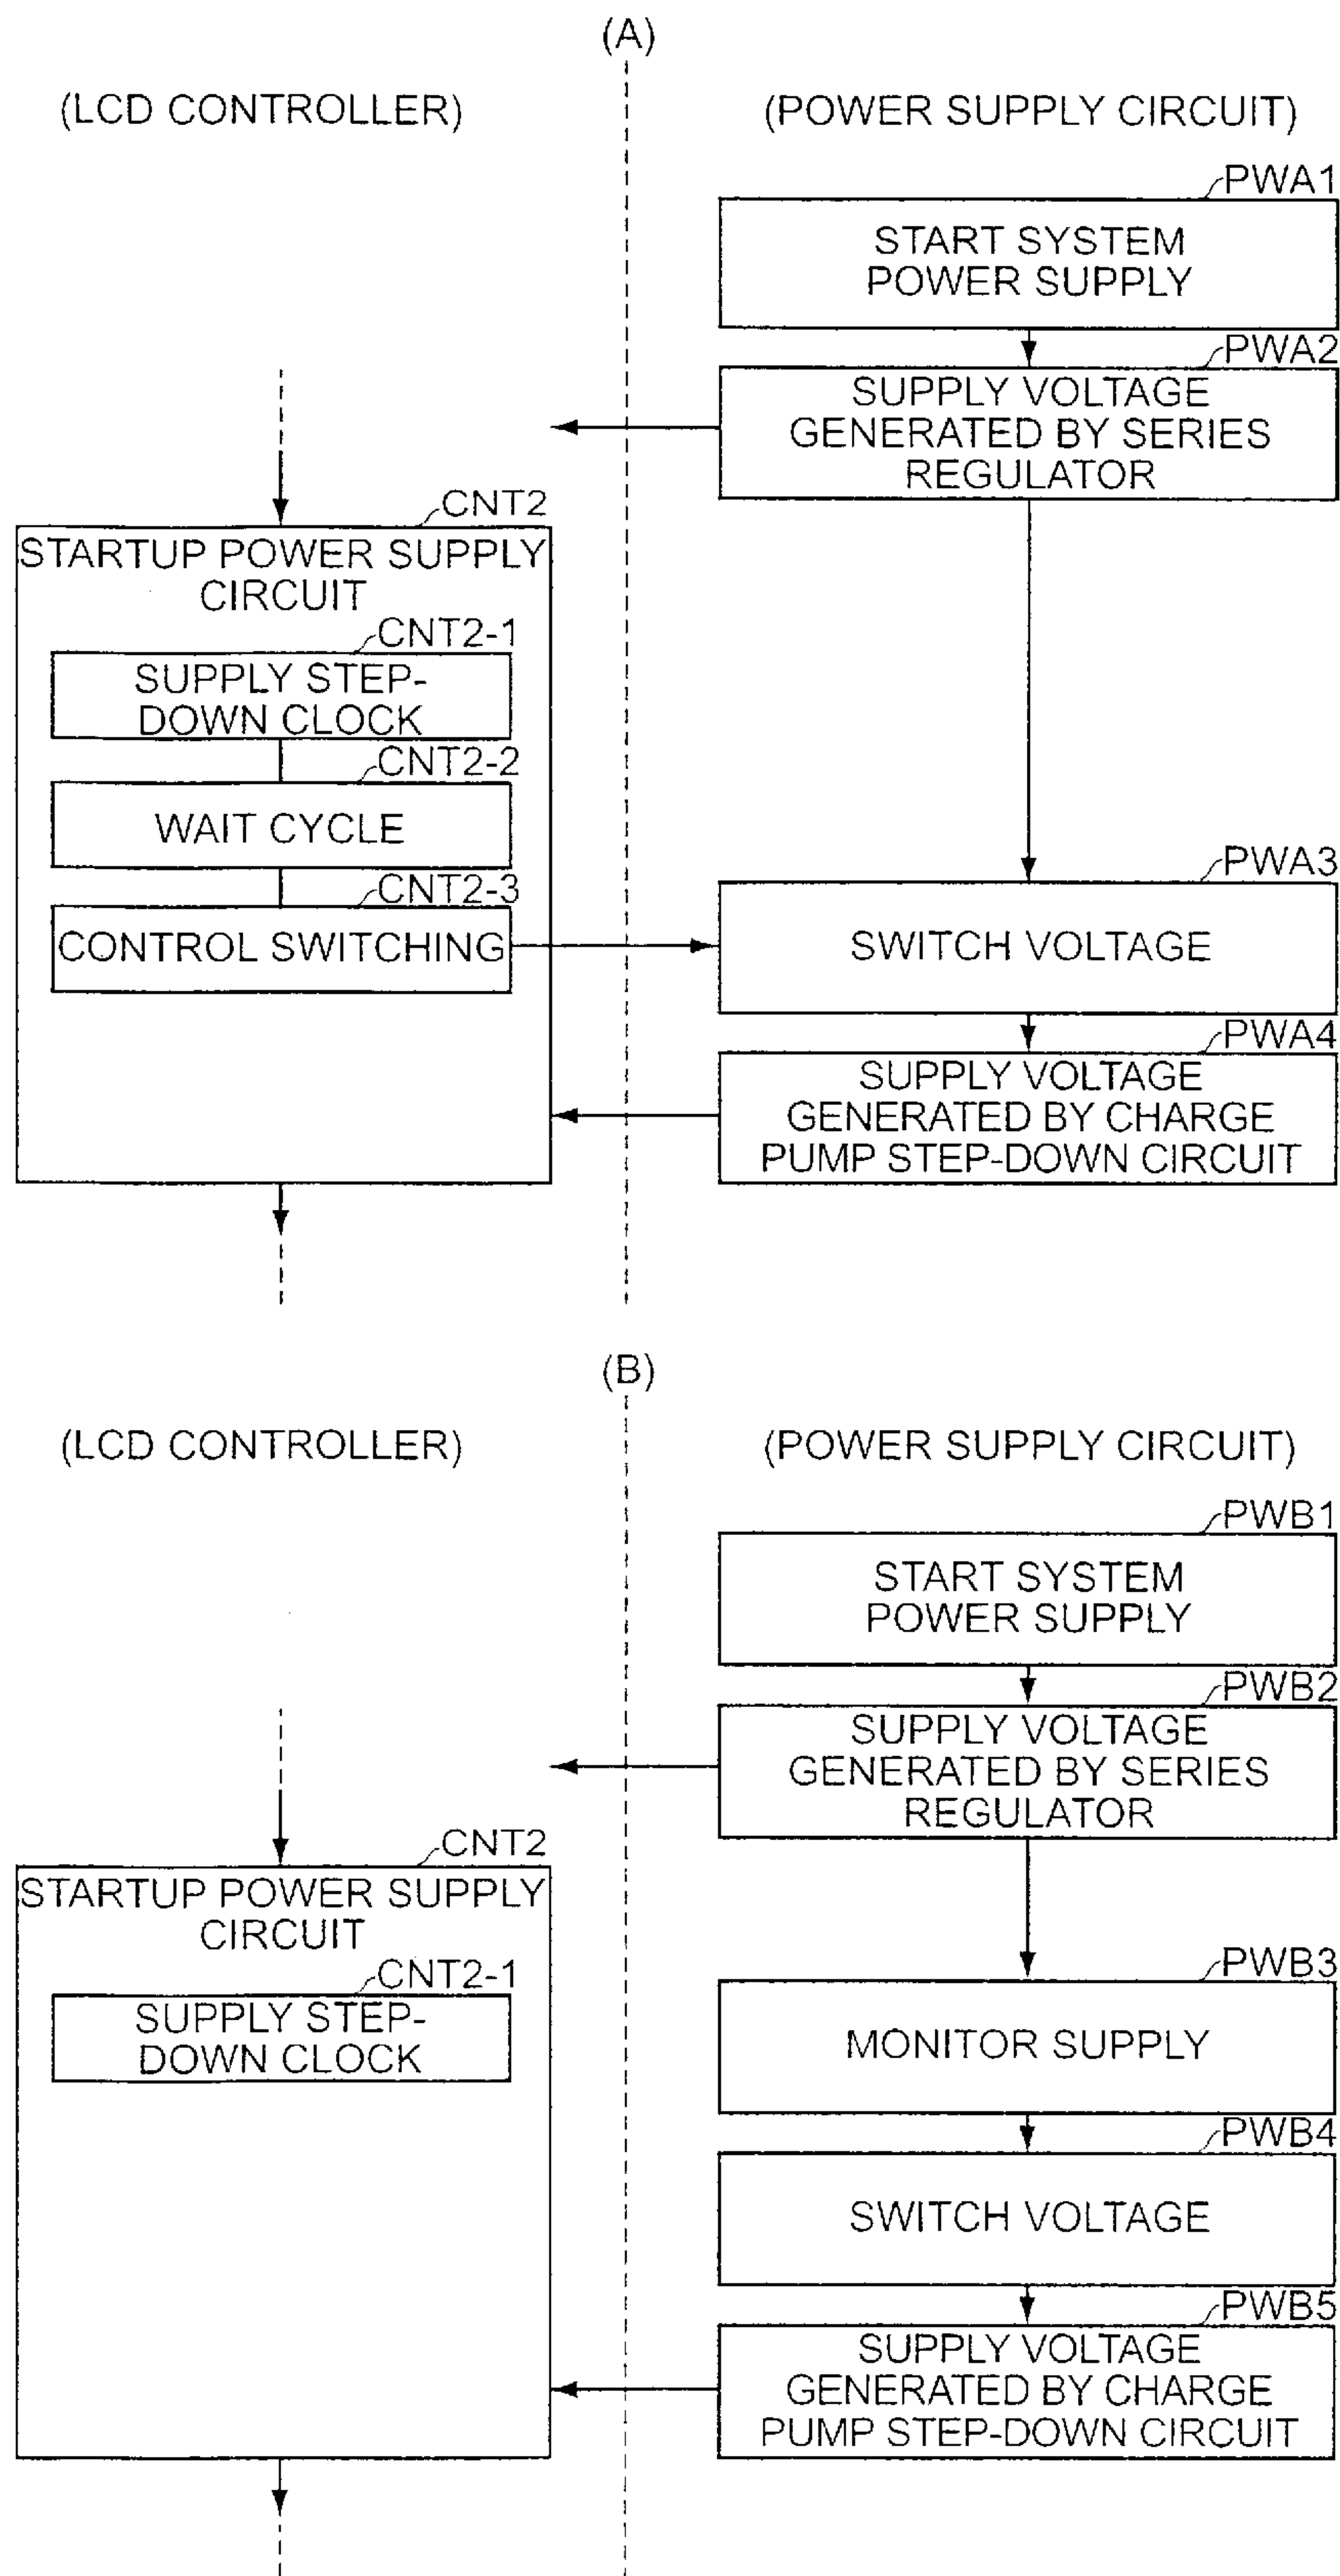 (A)
(LCD CONTROLLER)
(POWER SUPPLY CIRCUIT)
PWA1
START SYSTEM
POWER SUPPLY
PWA2
SUPPLY VOLTAGE
GENERATED BY SERIES
REGULATOR
CNT2
STARTUP POWER SUPPLY
CIRCUIT
CNT2-1
SUPPLY STEP-
DOWN CLOCK
CNT2-2
WAIT CYCLE
CNT2-3
CONTROL SWITCHING
PWA3
SWITCH VOLTAGE
PWA4
SUPPLY VOLTAGE
GENERATED BY CHARGE
PUMP STEP-DOWN CIRCUIT
(B)
(LCD CONTROLLER)
(POWER SUPPLY CIRCUIT)
PWB1
START SYSTEM
POWER SUPPLY
PWB2
SUPPLY VOLTAGE
GENERATED BY SERIES
REGULATOR
CNT2
STARTUP POWER SUPPLY
CIRCUIT
CNT2-1
SUPPLY STEP-
DOWN CLOCK
PWB3
MONITOR SUPPLY
PWB4
SWITCH VOLTAGE
PWB5
SUPPLY VOLTAGE
GENERATED BY CHARGE
PUMP STEP-DOWN CIRCUIT